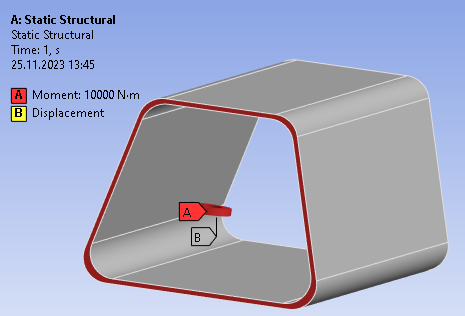 A: Static Structural
Static Structural
Time: 1, s
25.11.2023 13:45
A Moment: 10000 N·m
B Displacement
A
B